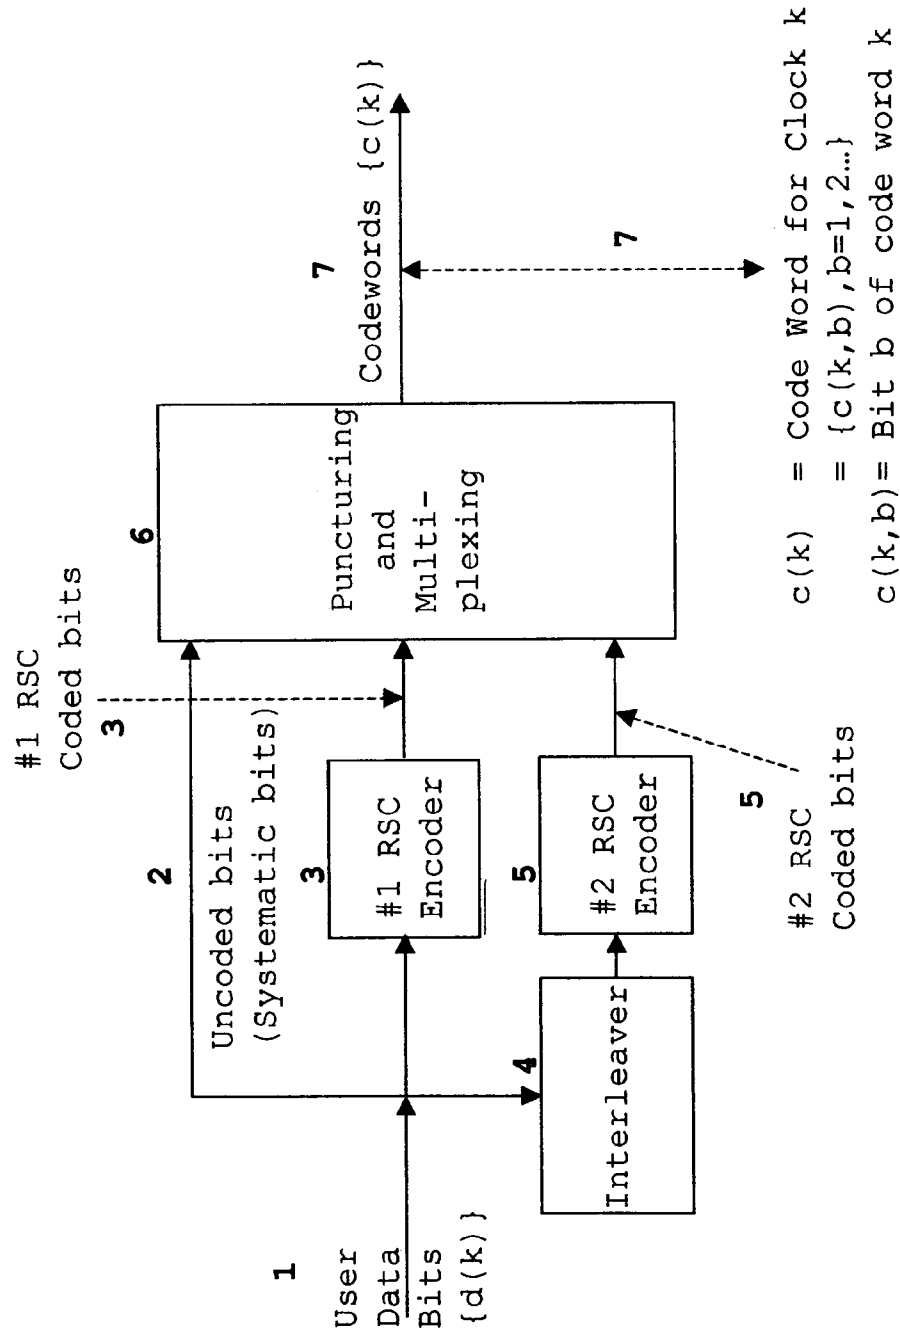 #1 RSC
Coded bits
3
2
Uncoded bits
(Systematic bits)
1
User
Data
Bits
{d(k)}
3
#1 RSC
Encoder
4
Interleaver
5
#2 RSC
Encoder
5
#2 RSC
Coded bits
6
Puncturing
and
Multi-
plexing
7
Codewords {c(k)}
7
c(k) = Code Word for Clock k
= {c(k,b),b=1,2…}
c(k,b)= Bit b of code word k